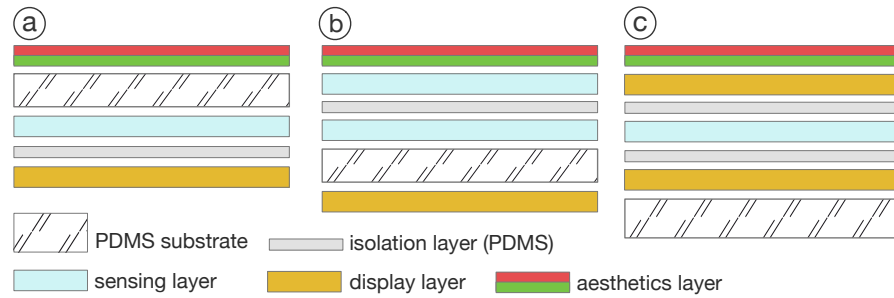 a b c
PDMS substrate
isolation layer (PDMS)
sensing layer
display layer
aesthetics layer